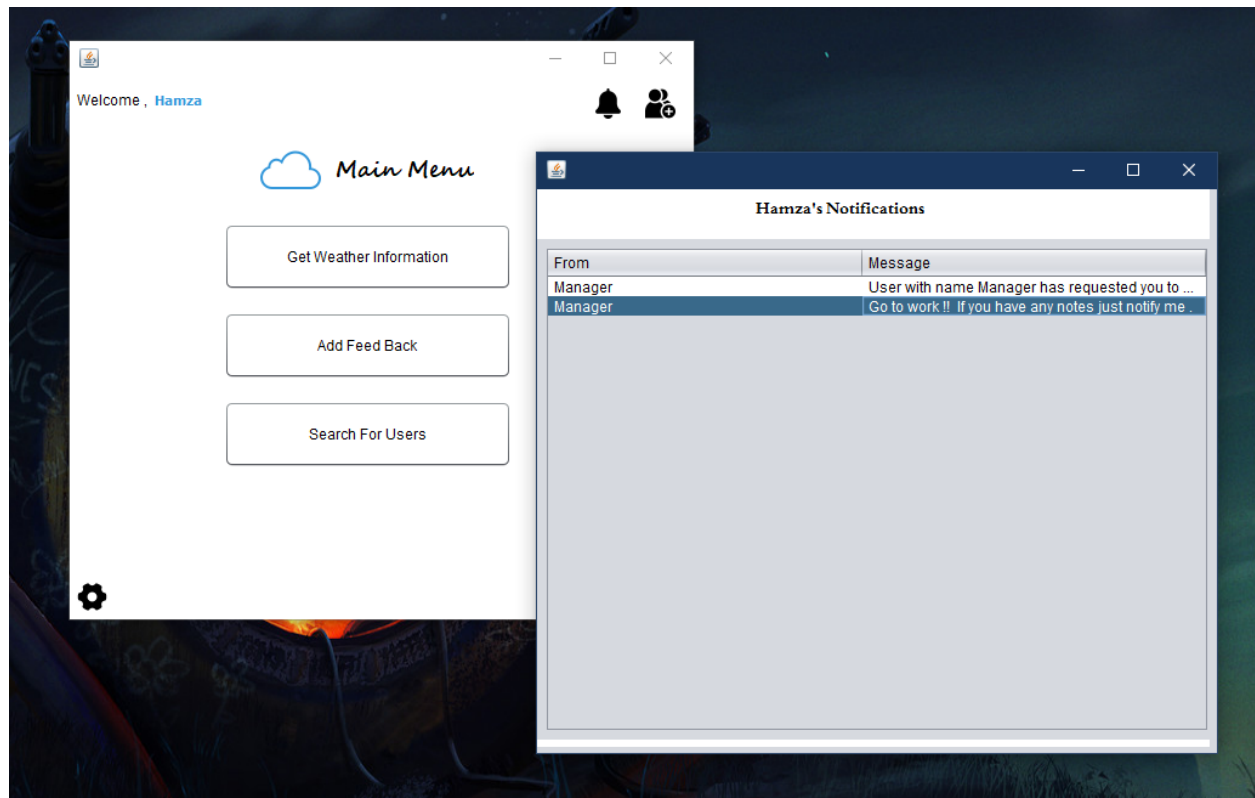 Welcome , Hamza
Main Menu
Get Weather Information
Add Feed Back
Search For Users
Hamza's Notifications
From Message
Manager User with name Manager has requested you to ...
Manager Go to work !! If you have any notes just notify me .